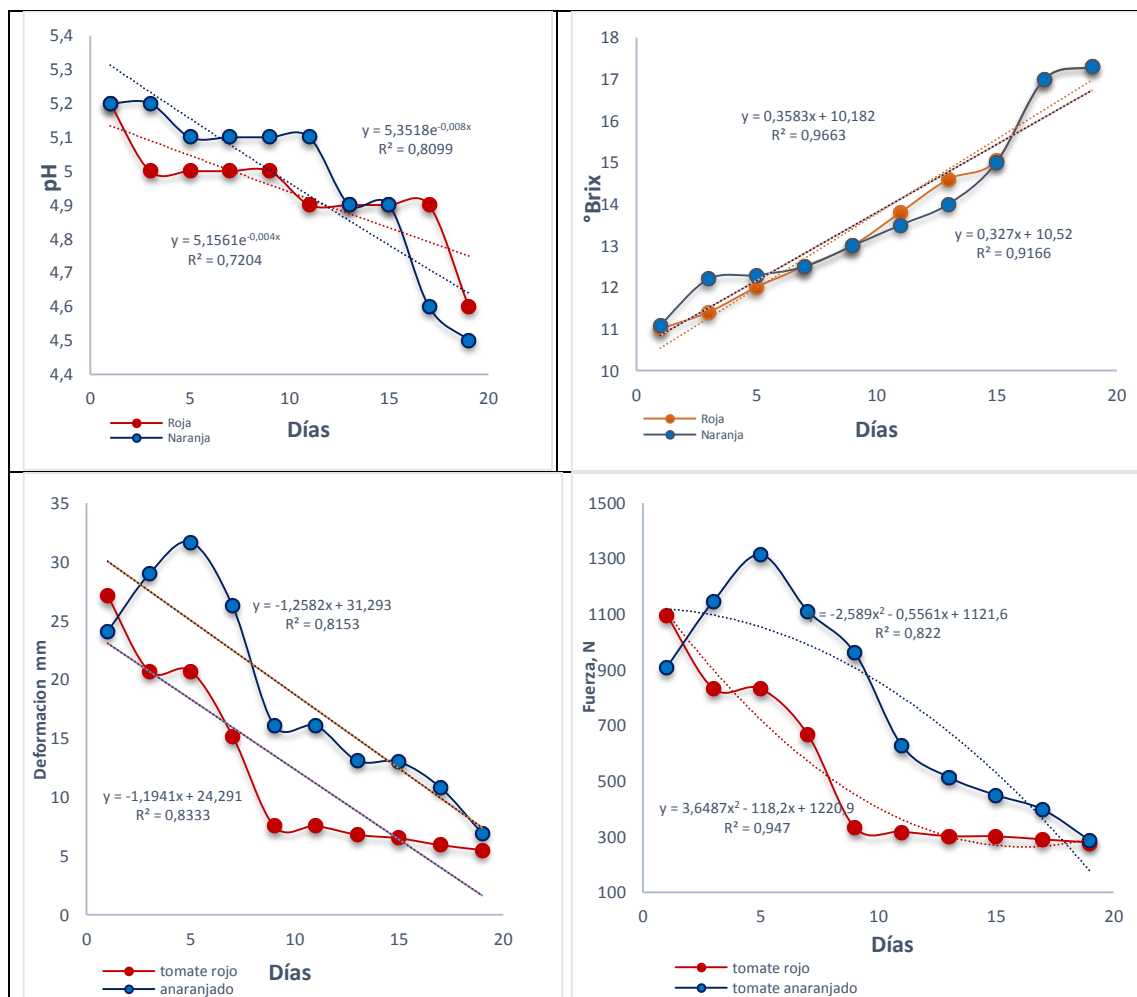 5,4
5,3
5,2
5,1
5
4,9
4,8
4,7
4,6
4,5
4,4
pH
y = 5,3518e-0,008x
R² = 0,8099
y = 5,1561e-0,004x
R² = 0,7204
0 5 10 15 20
Días
Roja
Naranja
18
17
16
15
14
13
12
11
10
°Brix
y = 0,3583x + 10,182
R² = 0,9663
y = 0,327x + 10,52
R² = 0,9166
0 5 10 15 20
Días
Roja
Naranja
35
30
25
20
15
10
5
0
Deformacion mm
y = -1,2582x + 31,293
R² = 0,8153
y = -1,1941x + 24,291
R² = 0,8333
0 5 10 15 20
Días
tomate rojo
anaranjado
1500
1300
1100
900
700
500
300
100
Fuerza, N
y = -2,589x² - 0,5561x + 1121,6
R² = 0,822
y = 3,6487x² - 118,2x + 1220,9
R² = 0,947
0 5 10 15 20
Días
tomate rojo
tomate anaranjado